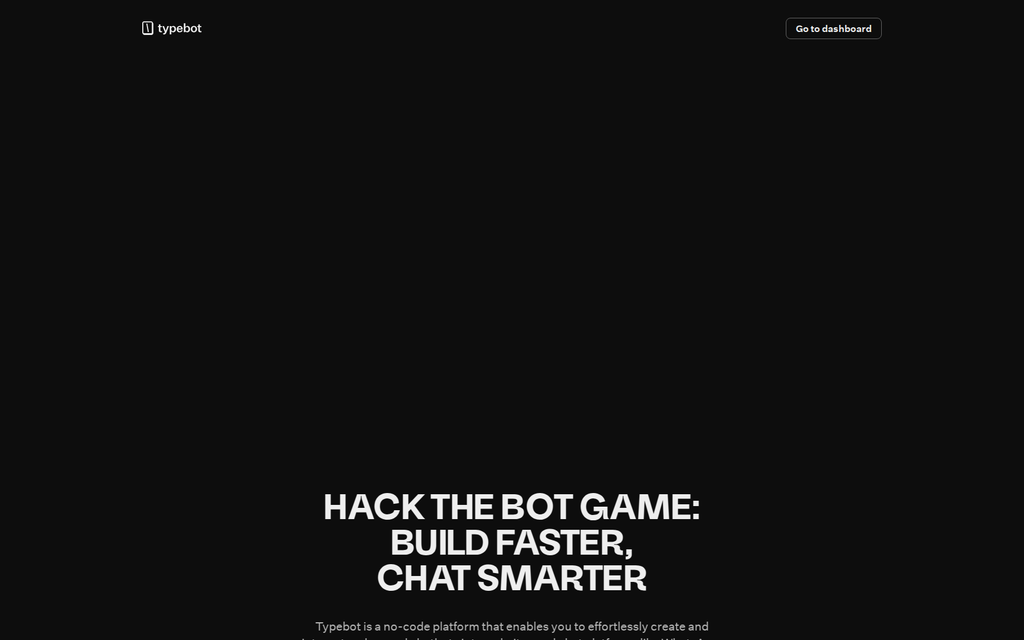 typebot
Go to dashboard
HACK THE BOT GAME:
BUILD FASTER,
CHAT SMARTER
Typebot is a no-code platform that enables you to effortlessly create and